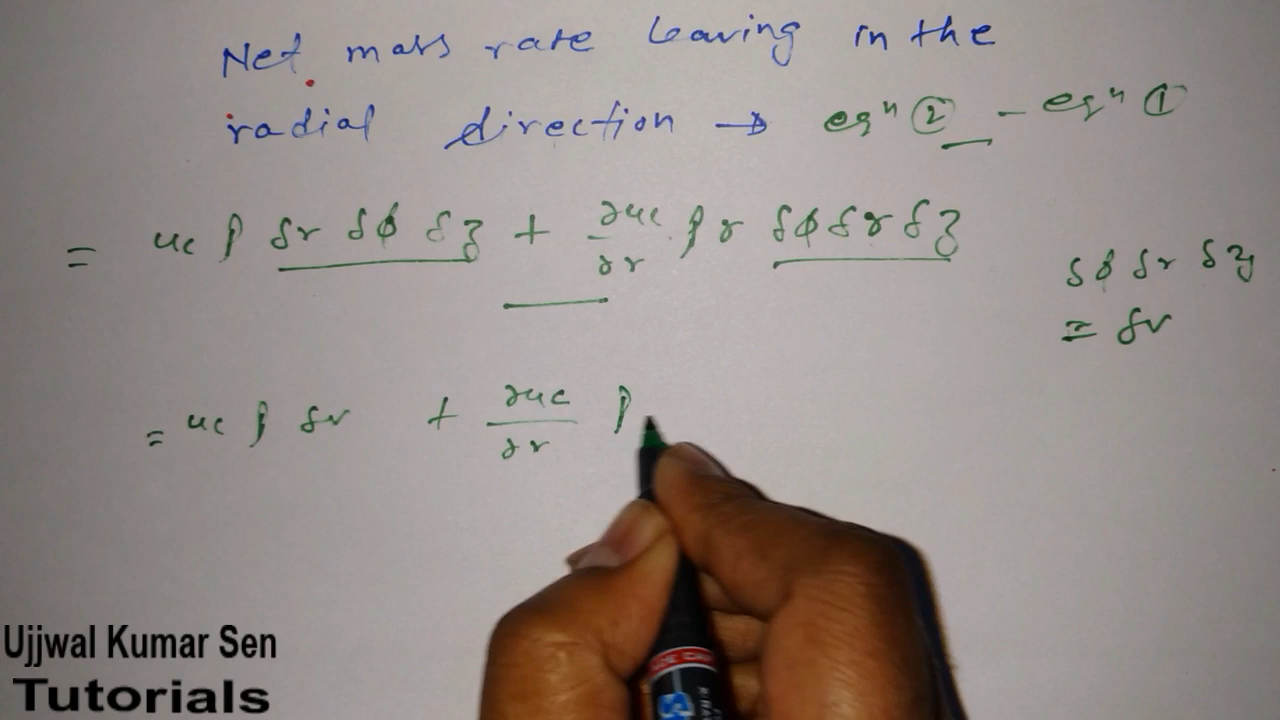 Net mass rate leaving in the
radial direction → eqⁿ ② - eqⁿ ①
= uc ρ δr δϕ δz + ∂uc/∂r ρ r δϕ δr δz
δϕ δr δz
= δv
= uc ρ δv + ∂uc/∂r ρ
Ujjwal Kumar Sen
Tutorials